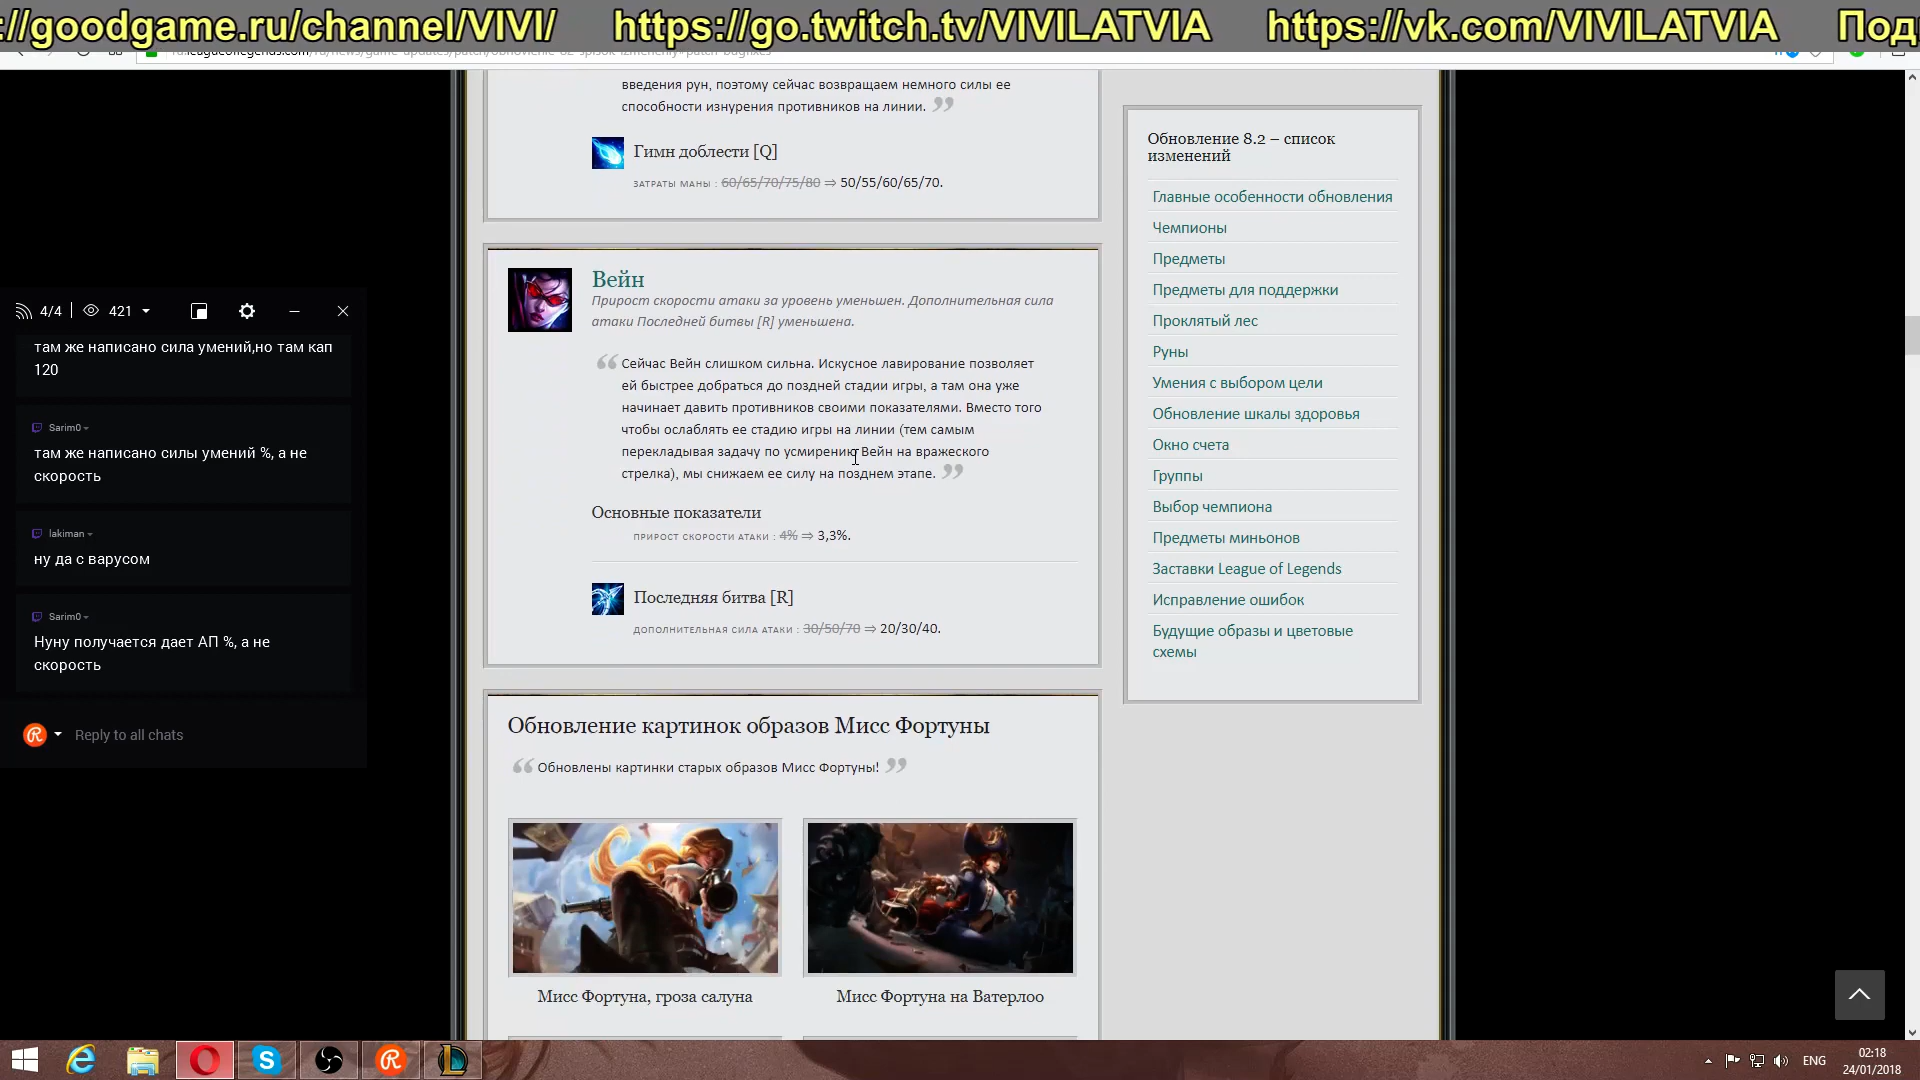 ://goodgame.ru/channel/VIVI/ https://go.twitch.tv/VIVILATVIA https://vk.com/VIVILATVIA Под
введения рун, поэтому сейчас возвращаем немного силы ее
способности изнурения противников на линии. ”
Гимн доблести [Q]
ЗАТРАТЫ МАНЫ : 60/65/70/75/80 ⇒ 50/55/60/65/70.
Вейн
Прирост скорости атаки за уровень уменьшен. Дополнительная сила
атаки Последней битвы [R] уменьшена.
“ Сейчас Вейн слишком сильна. Искусное лавирование позволяет
ей быстрее добраться до поздней стадии игры, а там она уже
начинает давить противников своими показателями. Вместо того
чтобы ослаблять ее стадию игры на линии (тем самым
перекладывая задачу по усмирению Вейн на вражеского
стрелка), мы снижаем ее силу на позднем этапе. ”
Основные показатели
ПРИРОСТ СКОРОСТИ АТАКИ : 4% ⇒ 3,3%.
Последняя битва [R]
ДОПОЛНИТЕЛЬНАЯ СИЛА АТАКИ : 30/50/70 ⇒ 20/30/40.
Обновление картинок образов Мисс Фортуны
“ Обновлены картинки старых образов Мисс Фортуны! ”
Мисс Фортуна, гроза салуна
Мисс Фортуна на Ватерлоо
Обновление 8.2 – список
изменений
Главные особенности обновления
Чемпионы
Предметы
Предметы для поддержки
Проклятый лес
Руны
Умения с выбором цели
Обновление шкалы здоровья
Окно счета
Группы
Выбор чемпиона
Предметы миньонов
Заставки League of Legends
Исправление ошибок
Будущие образы и цветовые
схемы
4/4 421
там же написано сила умений,но там кап
120
Sarim0
там же написано силы умений %, а не
скорость
lakiman
ну да с варусом
Sarim0
Нуну получается дает АП %, а не
скорость
Reply to all chats
ENG
02:18
24/01/2018